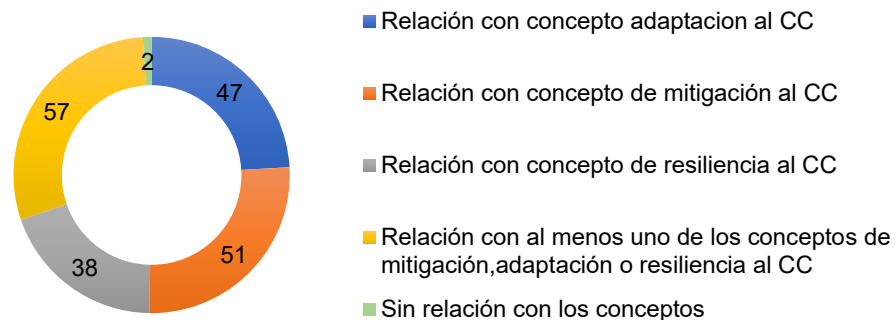 2
47
57
51
38
Relación con concepto adaptacion al CC
Relación con concepto de mitigación al CC
Relación con concepto de resiliencia al CC
Relación con al menos uno de los conceptos de
mitigación,adaptación o resiliencia al CC
Sin relación con los conceptos